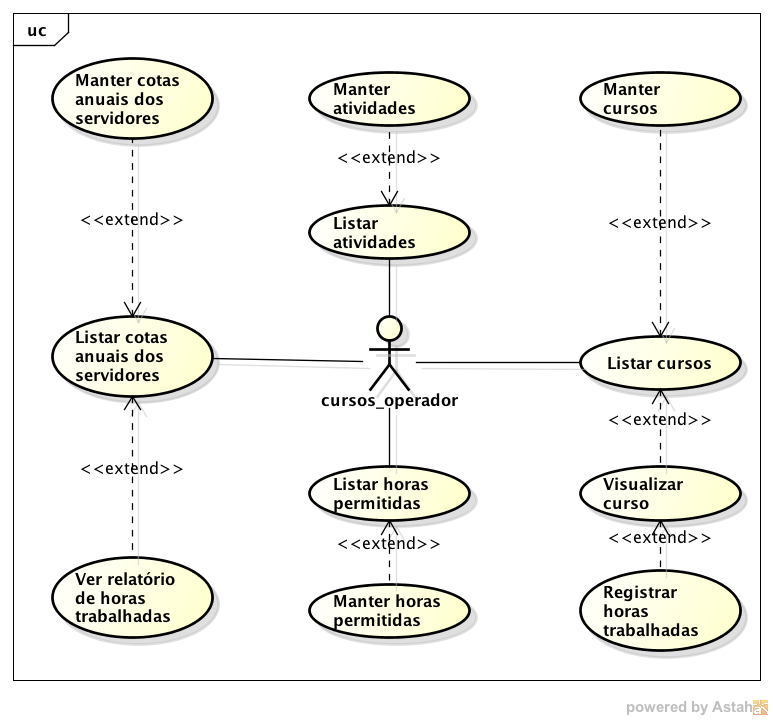 uc
Manter cotas
anuais dos
servidores
Manter
atividades
Manter
cursos
<<extend>>
<<extend>>
<<extend>>
Listar
atividades
Listar cotas
anuais dos
servidores
Listar cursos
cursos_operador
<<extend>>
<<extend>>
Listar horas
permitidas
Visualizar
curso
<<extend>>
<<extend>>
Ver relatório
de horas
trabalhadas
Manter horas
permitidas
Registrar
horas
trabalhadas
powered by Astah